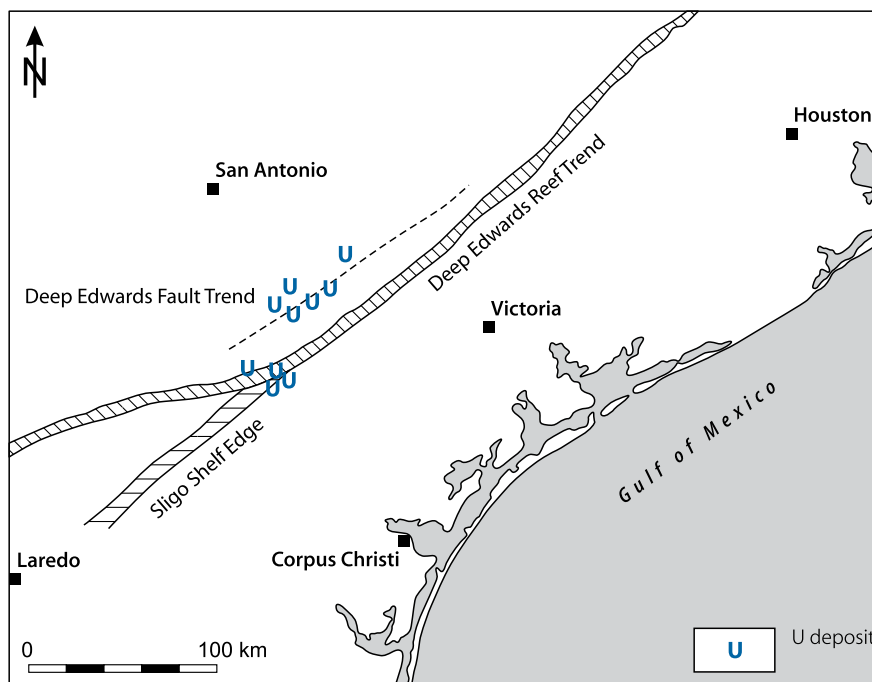 N
Houston
San Antonio
Deep Edwards Reef Trend
U
U
U
U
U
U
Deep Edwards Fault Trend
Victoria
U
U
U
U
Gulf of Mexico
Sligo Shelf Edge
Laredo
Corpus Christi
0 100 km
U
U deposit